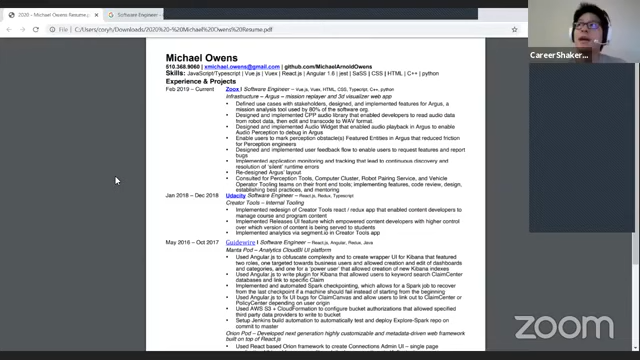 2020 - Michael Owens Resume.pdf
Software Engineer
File | C:/Users/coryh/Downloads/2020%20-%20Michael%20Owens%20Resume.pdf
Michael Owens
510.368.9060 | xmichael.owens@gmail.com | github.com/MichaelArnoldOwens
Skills: JavaScript/Typescript | Vue.js | Vuex | React.js | Angular 1.6 | jest | SaSS | CSS | HTML | C++ | python
Experience & Projects
Feb 2019 – Current Zoox | Software Engineer – Vue.js, Vuex, HTML, CSS, Typescript, C++, python
Infrastructure – Argus – mission replayer and 3d visualizer web app
• Defined use cases with stakeholders, designed, and implemented features for Argus, a
mission analysis tool used by 80% of the software org.
• Designed and implemented CPP audio library that enabled developers to read audio data
from robot data, then edit and transcode to WAV format.
• Designed and implemented Audio Widget that enabled audio playback in Argus to enable
Audio Perception to debug in Argus
• Enable users to mark perception obstacle(s) Featured Entities in Argus that reduced friction
for Perception engineers
• Designed and implemented user feedback flow to enable users to request features and report
bugs
• Implemented application monitoring and tracking that lead to continuous discovery and
resolution of 'silent' runtime errors
• Re-designed Argus' layout
• Consulted for Perception Tools, Computer Cluster, Robot Pairing Service, and Vehicle
Operator Tooling teams on their front end tools; implementing features, code review, design,
establishing best practices, and mentoring
Jan 2018 – Dec 2018 Udacity Software Engineer – React.js, Redux, Typescript
Creator Tools – Internal Tooling
• Implemented redesign of Creator Tools react / redux app that enabled content developers to
manage course and program content
• Implemented Releases UI feature which empowered content developers with higher control
over which version of content is being served to students
• Implemented analytics via segment.io in Creator Tools app
May 2016 – Oct 2017 Guidewire | Software Engineer – React.js, Angular, Redux, Java
Manta Pod – Analytics CloudBI UI platform
• Used Angular js to obfuscate complexity and to create wrapper UI for Kibana that featured
two roles, one targeted towards business users and allowed creation and edit of dashboards
and categories, and one for a 'power user' that allowed creation of new Kibana indexes
• Used Angular js to write plugin for Kibana that allowed users to keyword search ClaimCenter
databases and link to specific Claim
• Implemented and automated Spark checkpointing, which allows for a Spark job to recover
from the last checkpoint if a machine should fail instead of starting from the beginning
• Used Angular js to fix UI bugs for ClaimCanvas and allow users to link out to ClaimCenter or
PolicyCenter depending on user origin
• Used AWS S3 + CloudFormation to configure bucket authorizations that allowed specified
third party data providers to write to bucket
• Setup Jenkins build automation to automatically test and deploy Explore-Spark repo on
commit to master
Orion Pod – Developed next generation highly customizable and metadata-driven web framework
built on top of React.js
• Used React based Orion framework to create Connections Admin UI – single page
CareerShaker...
zoom